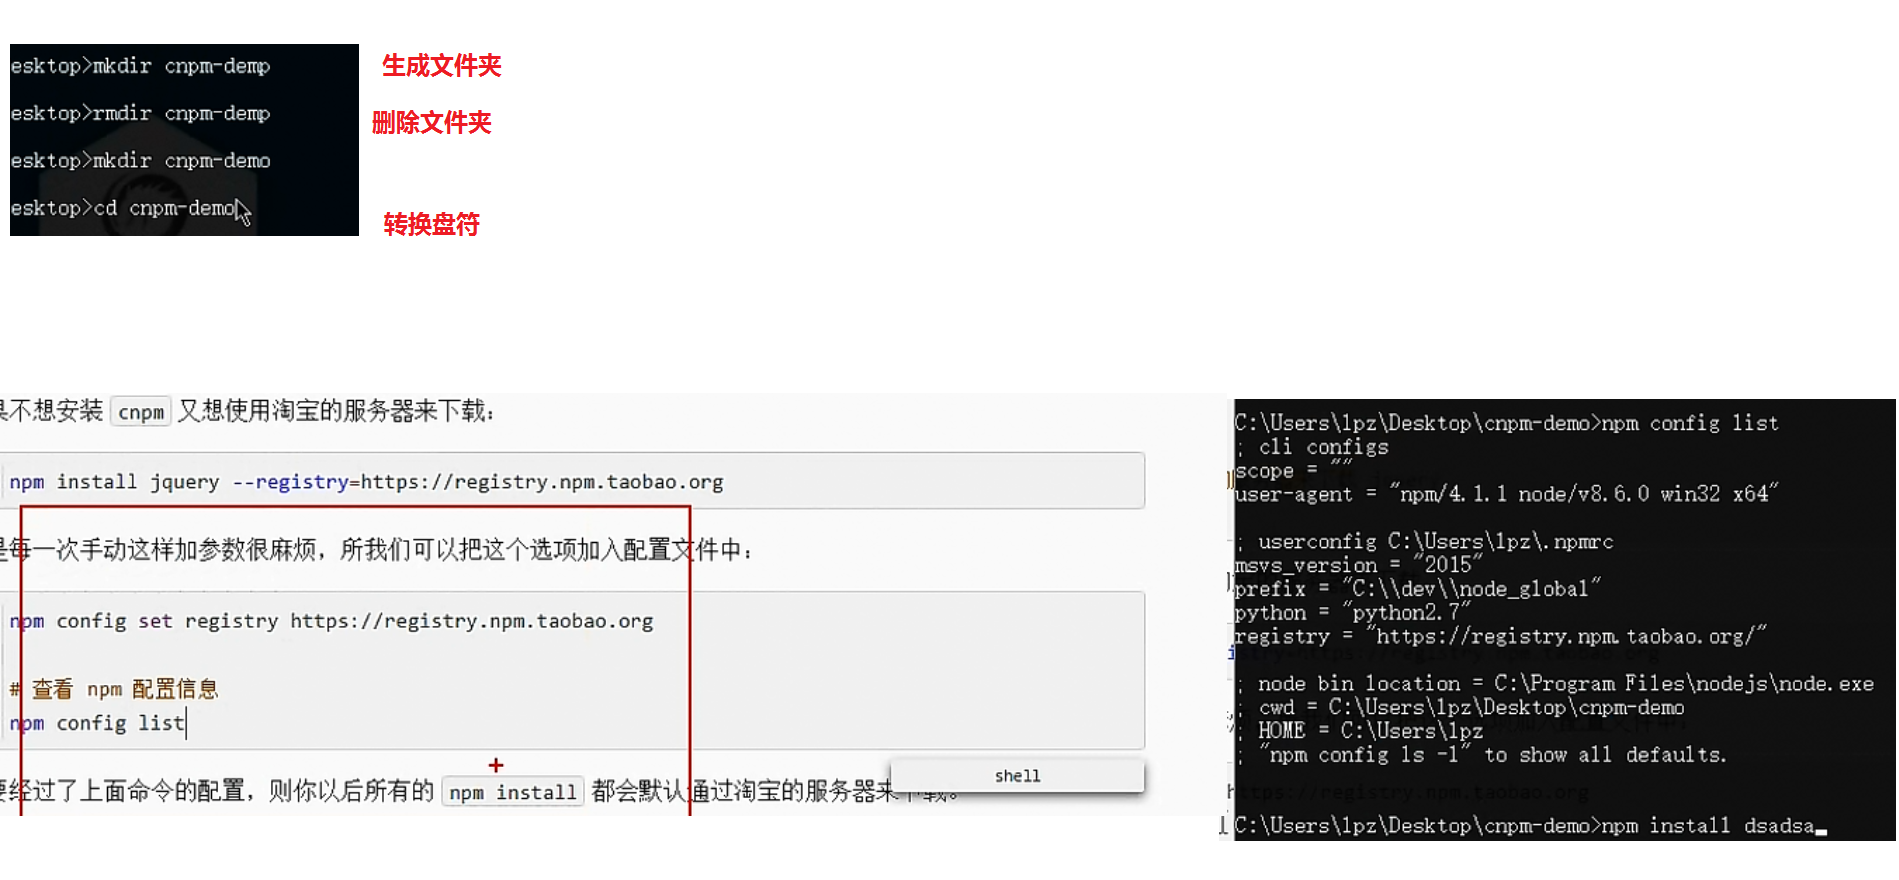 esktop>mkdir cnpm-demp
生成文件夹
esktop>rmdir cnpm-demp
删除文件夹
esktop>mkdir cnpm-demo
esktop>cd cnpm-demo
转换盘符
不想安装 cnpm 又想使用淘宝的服务器来下载：
npm install jquery --registry=https://registry.npm.taobao.org
是每一次手动这样加参数很麻烦，所我们可以把这个选项加入配置文件中：
npm config set registry https://registry.npm.taobao.org
# 查看 npm 配置信息
npm config list
要经过了上面命令的配置，则你以后所有的 npm install 都会默认通过淘宝的服务器来下载。
shell
C:\Users\lpz\Desktop\cnpm-demo>npm config list
; cli configs
scope = ""
user-agent = "npm/4.1.1 node/v8.6.0 win32 x64"
; userconfig C:\Users\lpz\.npmrc
msvs_version = "2015"
prefix = "C:\\dev\\node_global"
python = "python2.7"
registry = "https://registry.npm.taobao.org/"
; node bin location = C:\Program Files\nodejs\node.exe
; cwd = C:\Users\lpz\Desktop\cnpm-demo
; HOME = C:\Users\lpz
; "npm config ls -l" to show all defaults.
C:\Users\lpz\Desktop\cnpm-demo>npm install dsadsa